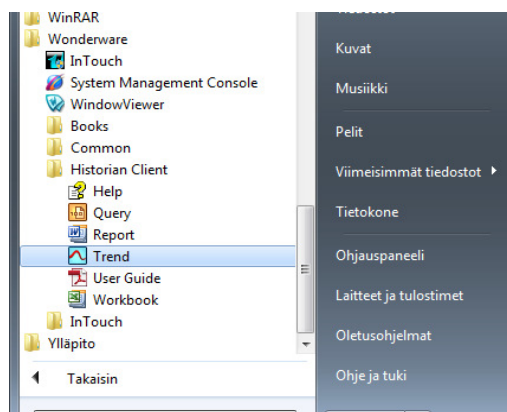 WinRAR
Wonderware
InTouch
System Management Console
WindowViewer
Books
Common
Historian Client
Help
Query
Report
Trend
User Guide
Workbook
InTouch
Ylläpito
Takaisin
Kuvat
Musiikki
Pelit
Viimeisimmät tiedostot
Tietokone
Ohjauspaneeli
Laitteet ja tulostimet
Oletusohjelmat
Ohje ja tuki